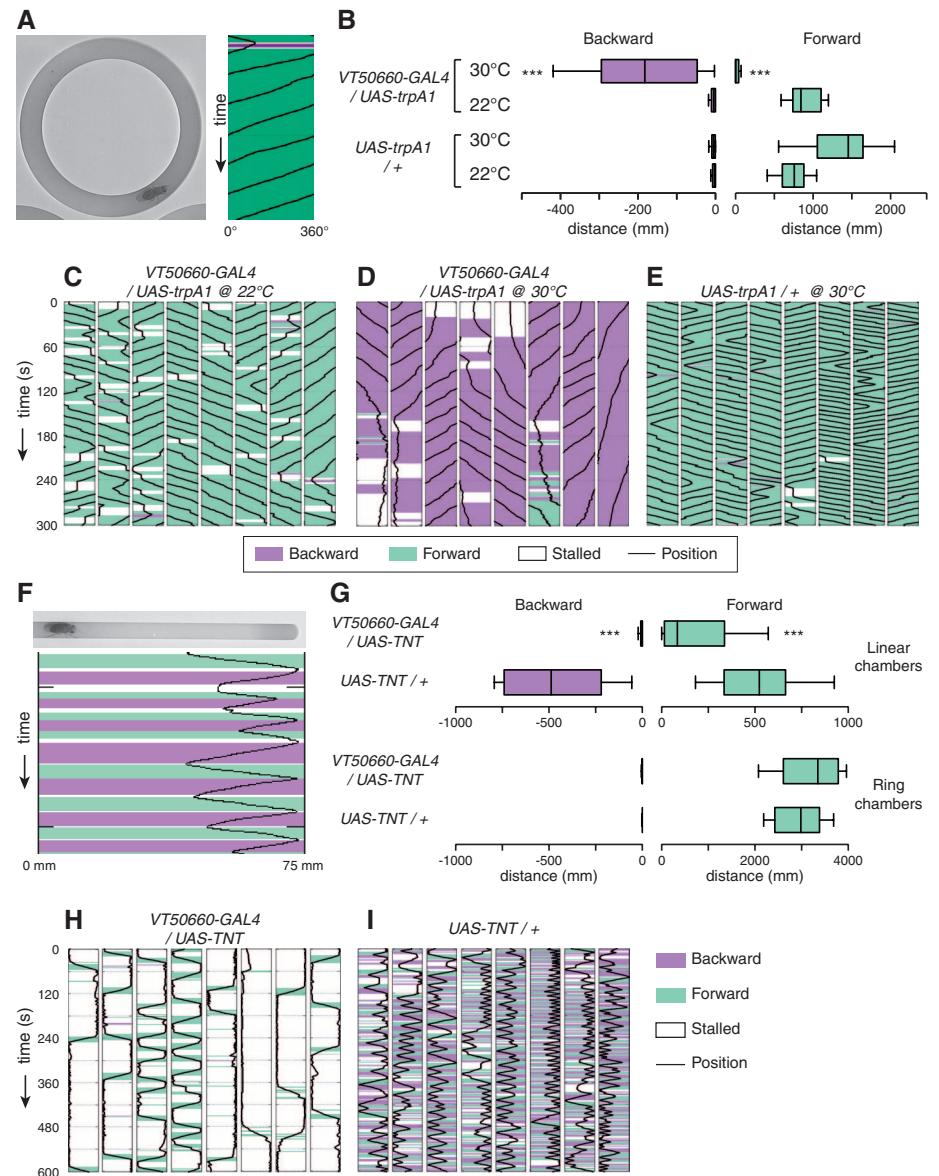 A
time
0°
360°
B
Backward
Forward
VT50660-GAL4
/ UAS-trpA1
30°C
22°C
***
***
UAS-trpA1
/ +
30°C
22°C
-400
-200
0
0
1000
2000
distance (mm)
distance (mm)
C
VT50660-GAL4
/ UAS-trpA1 @ 22°C
D
VT50660-GAL4
/ UAS-trpA1 @ 30°C
E
UAS-trpA1 / + @ 30°C
time (s)
0
60
120
180
240
300
Backward
Forward
Stalled
Position
F
time
0 mm
75 mm
G
Backward
Forward
VT50660-GAL4
/ UAS-TNT
***
***
UAS-TNT / +
Linear
chambers
-1000
-500
0
0
500
1000
VT50660-GAL4
/ UAS-TNT
UAS-TNT / +
Ring
chambers
-1000
-500
0
0
2000
4000
distance (mm)
distance (mm)
H
VT50660-GAL4
/ UAS-TNT
I
UAS-TNT / +
time (s)
0
120
240
360
480
600
Backward
Forward
Stalled
Position